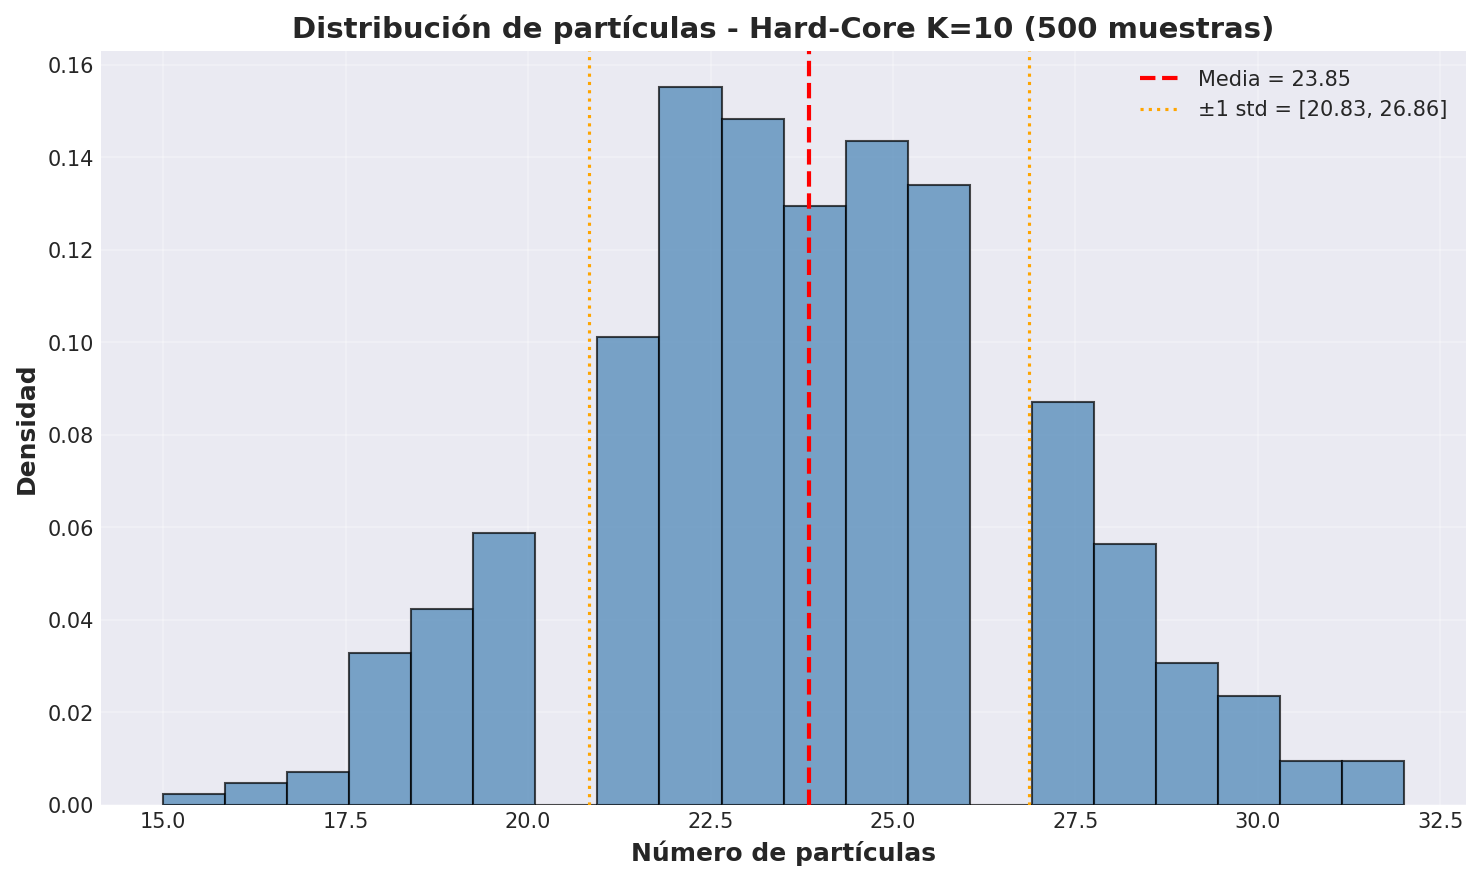 Distribución de partículas - Hard-Core K=10 (500 muestras)
Media = 23.85
±1 std = [20.83, 26.86]
Densidad
0.16
0.14
0.12
0.10
0.08
0.06
0.04
0.02
0.00
15.0 17.5 20.0 22.5 25.0 27.5 30.0 32.5
Número de partículas